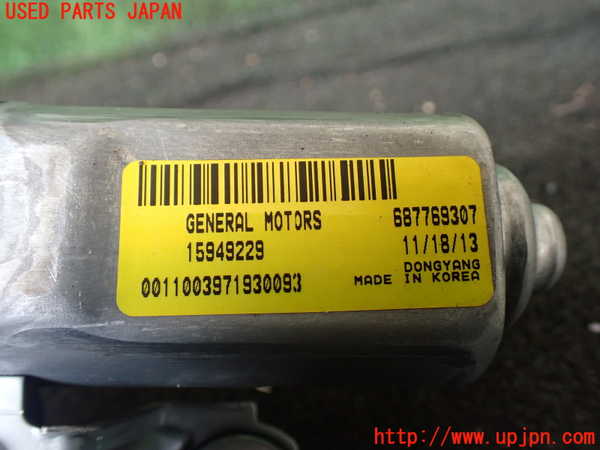 USED PARTS JAPAN
GENERAL MOTORS 687769307
15949229 11/18/13
0011003971930093 DONGYANG
MADE IN KOREA
http://www.upjpn.com/